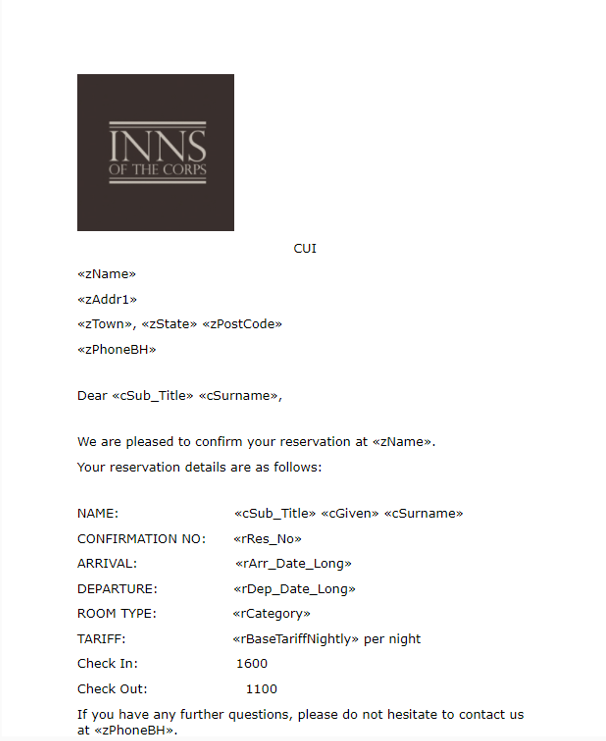 INNS
OF THE CORPS
CUI
«zName»
«zAddr1»
«zTown», «zState» «zPostCode»
«zPhoneBH»
Dear «cSub_Title» «cSurname»,
We are pleased to confirm your reservation at «zName».
Your reservation details are as follows:
NAME: «cSub_Title» «cGiven» «cSurname»
CONFIRMATION NO: «rRes_No»
ARRIVAL: «rArr_Date_Long»
DEPARTURE: «rDep_Date_Long»
ROOM TYPE: «rCategory»
TARIFF: «rBaseTariffNightly» per night
Check In: 1600
Check Out: 1100
If you have any further questions, please do not hesitate to contact us
at «zPhoneBH».